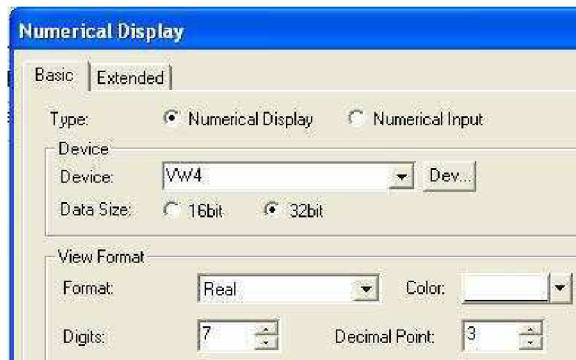 Numerical Display
Basic Extended
Type: Numerical Display Numerical Input
Device
Device: VW4 Dev...
Data Size: 16bit 32bit
View Format
Format: Real Color:
Digits: 7 Decimal Point: 3